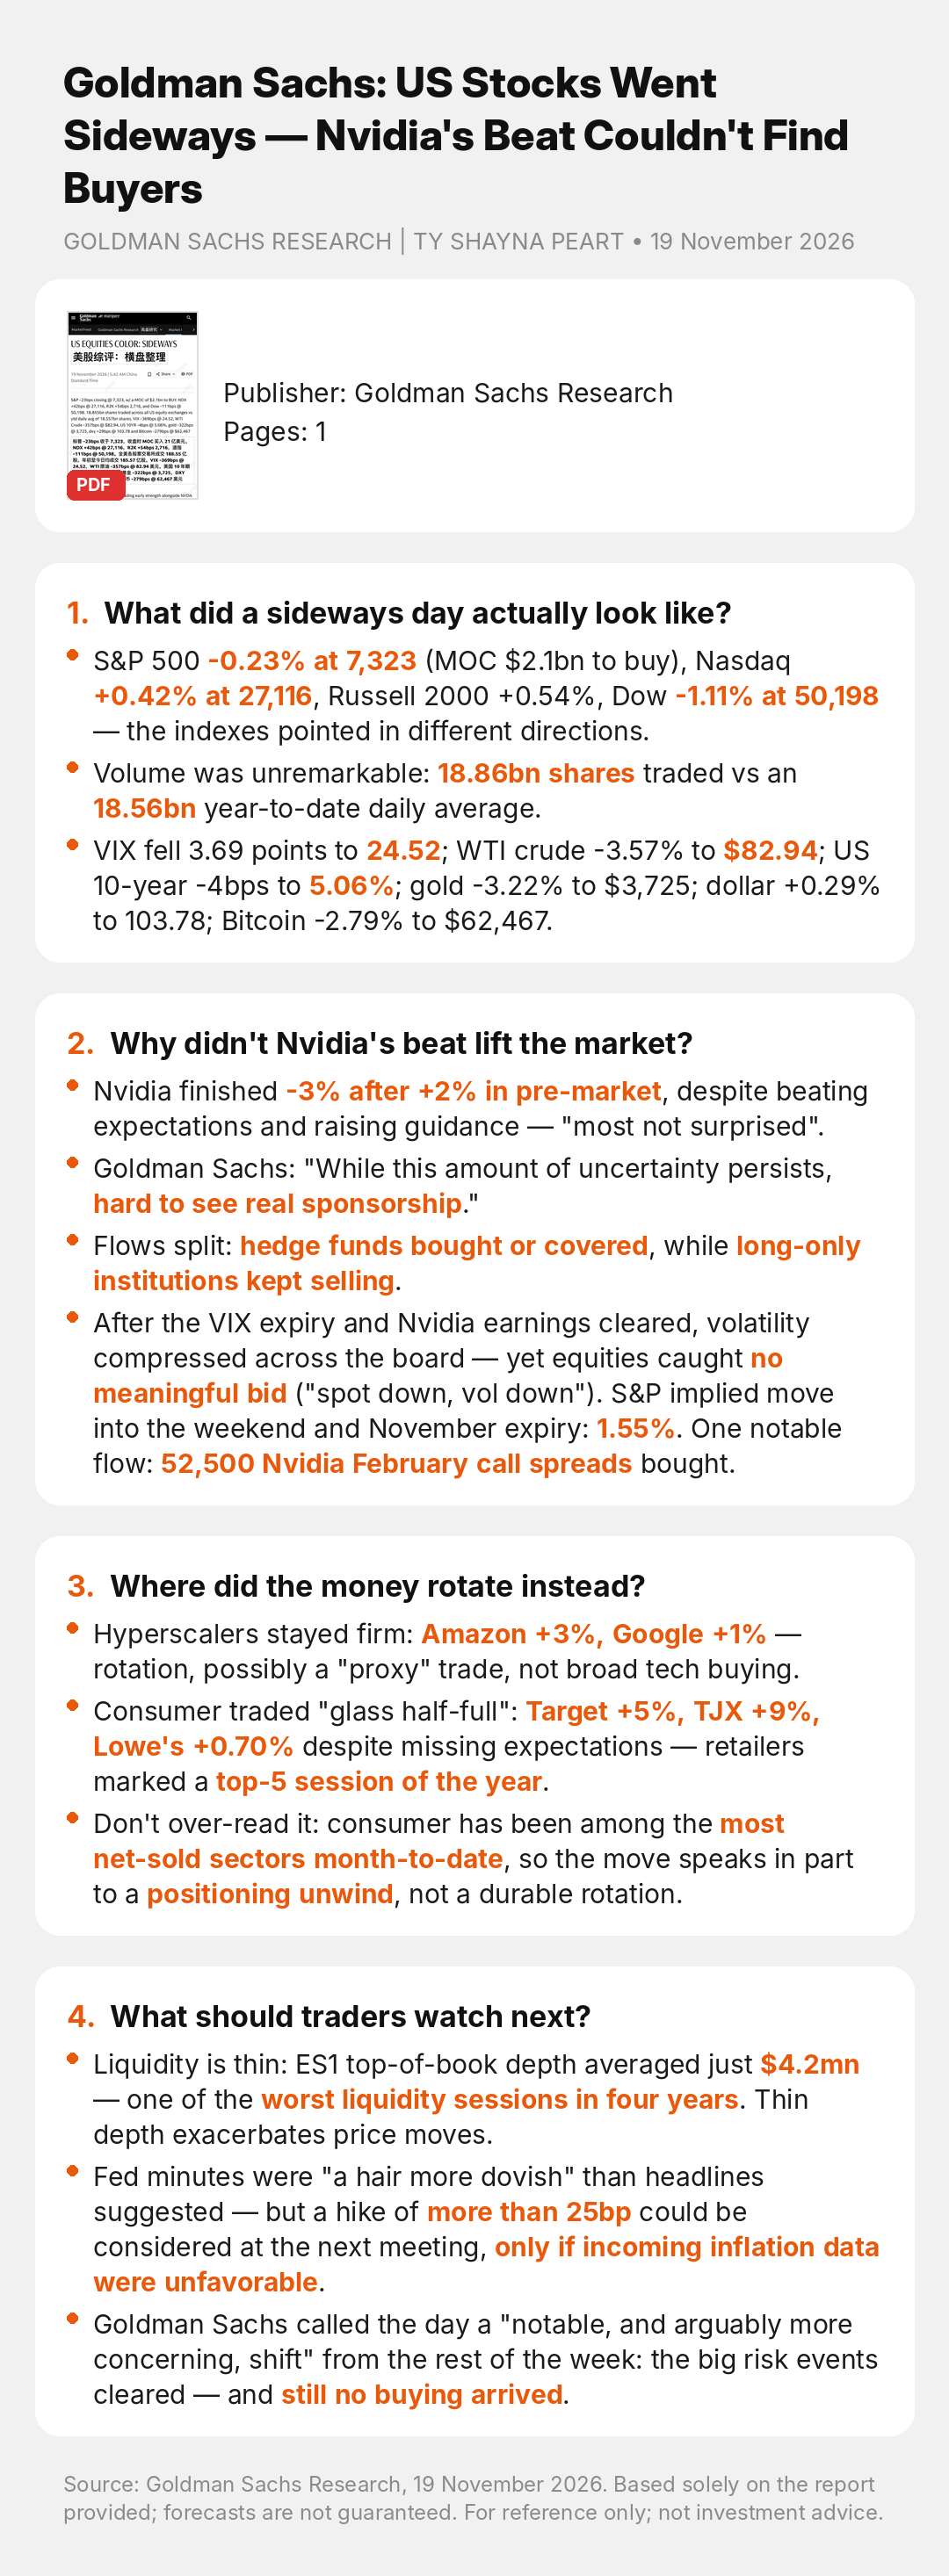 Goldman Sachs: US Stocks Went
Sideways — Nvidia's Beat Couldn't Find
Buyers
GOLDMAN SACHS RESEARCH | TY SHAYNA PEART • 19 November 2026
Goldman Sachs
US EQUITIES COLOR: SIDEWAYS
美股综评：横盘整理
PDF
Publisher: Goldman Sachs Research
Pages: 1
1. What did a sideways day actually look like?
• S&P 500 -0.23% at 7,323 (MOC $2.1bn to buy), Nasdaq
+0.42% at 27,116, Russell 2000 +0.54%, Dow -1.11% at 50,198
— the indexes pointed in different directions.
• Volume was unremarkable: 18.86bn shares traded vs an
18.56bn year-to-date daily average.
• VIX fell 3.69 points to 24.52; WTI crude -3.57% to $82.94; US
10-year -4bps to 5.06%; gold -3.22% to $3,725; dollar +0.29%
to 103.78; Bitcoin -2.79% to $62,467.
2. Why didn't Nvidia's beat lift the market?
• Nvidia finished -3% after +2% in pre-market, despite beating
expectations and raising guidance — "most not surprised".
• Goldman Sachs: "While this amount of uncertainty persists,
hard to see real sponsorship."
• Flows split: hedge funds bought or covered, while long-only
institutions kept selling.
• After the VIX expiry and Nvidia earnings cleared, volatility
compressed across the board — yet equities caught no
meaningful bid ("spot down, vol down"). S&P implied move
into the weekend and November expiry: 1.55%. One notable
flow: 52,500 Nvidia February call spreads bought.
3. Where did the money rotate instead?
• Hyperscalers stayed firm: Amazon +3%, Google +1% —
rotation, possibly a "proxy" trade, not broad tech buying.
• Consumer traded "glass half-full": Target +5%, TJX +9%,
Lowe's +0.70% despite missing expectations — retailers
marked a top-5 session of the year.
• Don't over-read it: consumer has been among the most
net-sold sectors month-to-date, so the move speaks in part
to a positioning unwind, not a durable rotation.
4. What should traders watch next?
• Liquidity is thin: ES1 top-of-book depth averaged just $4.2mn
— one of the worst liquidity sessions in four years. Thin
depth exacerbates price moves.
• Fed minutes were "a hair more dovish" than headlines
suggested — but a hike of more than 25bp could be
considered at the next meeting, only if incoming inflation data
were unfavorable.
• Goldman Sachs called the day a "notable, and arguably more
concerning, shift" from the rest of the week: the big risk events
cleared — and still no buying arrived.
Source: Goldman Sachs Research, 19 November 2026. Based solely on the report
provided; forecasts are not guaranteed. For reference only; not investment advice.